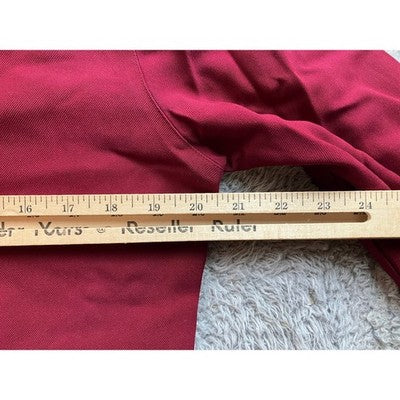 16 17 18 19 20 21 22 23 24
Yours ® Reseller Ruler